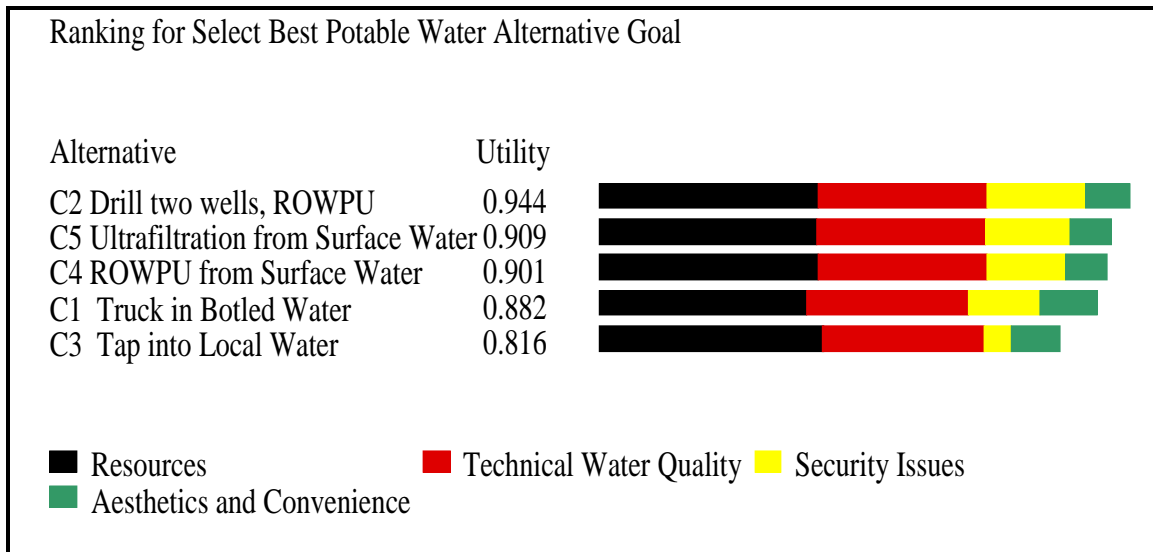 Ranking for Select Best Potable Water Alternative Goal
Alternative Utility
C2 Drill two wells, ROWPU 0.944
C5 Ultrafiltration from Surface Water 0.909
C4 ROWPU from Surface Water 0.901
C1 Truck in Botled Water 0.882
C3 Tap into Local Water 0.816
Resources Technical Water Quality Security Issues
Aesthetics and Convenience